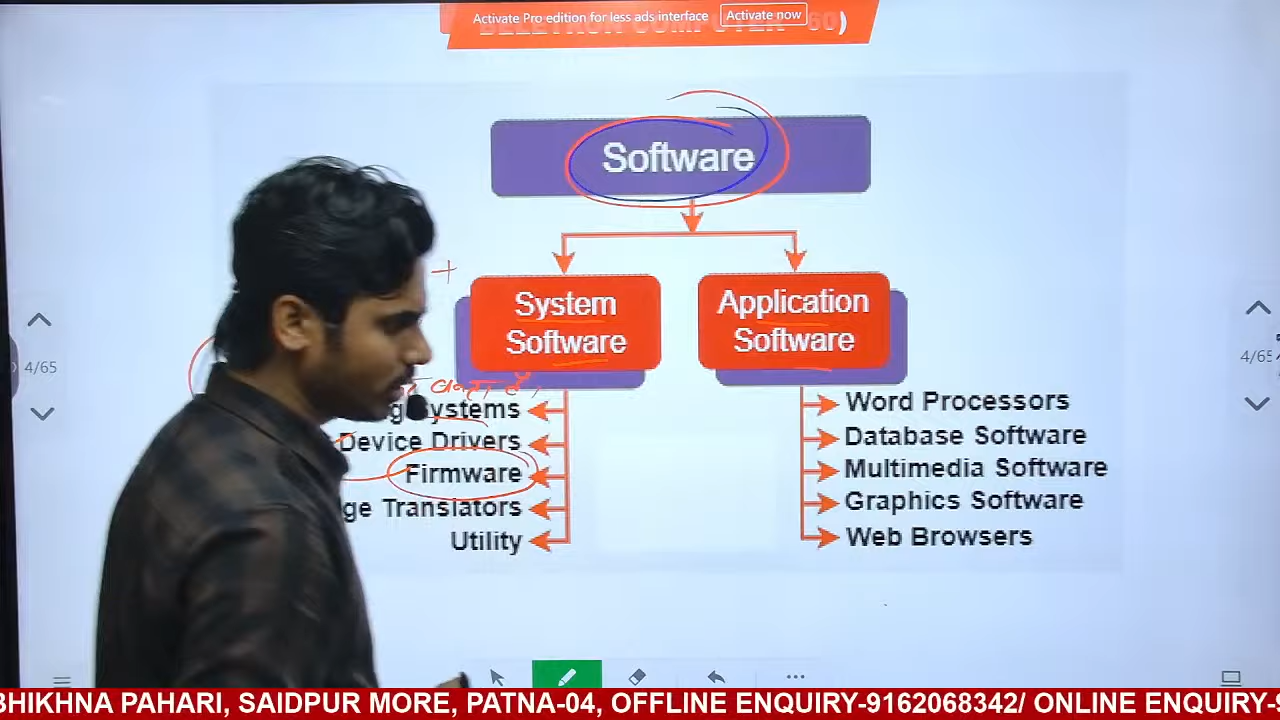 Activate Pro edition for less ads interface Activate now
Software
System Software
Application Software
Systems
Device Drivers
Firmware
ge Translators
Utility
Word Processors
Database Software
Multimedia Software
Graphics Software
Web Browsers
4/65
4/65
BHIKHNA PAHARI, SAIDPUR MORE, PATNA-04, OFFLINE ENQUIRY-9162068342/ ONLINE ENQUIRY-